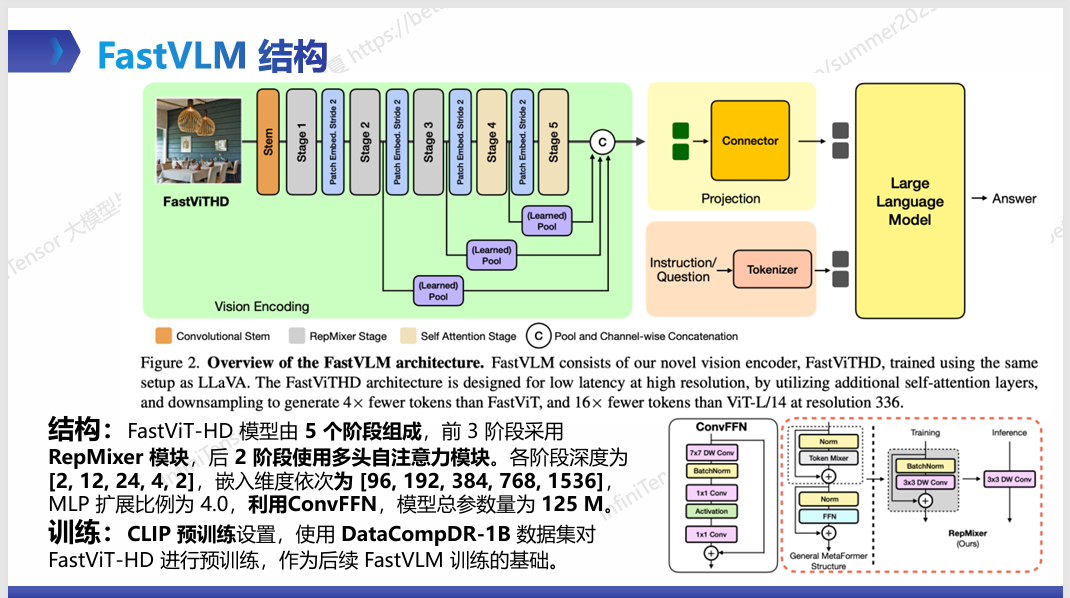 FastVLM 结构
Stem
Stage 1
Patch Embed. Stride 2
Stage 2
Patch Embed. Stride 2
Stage 3
Patch Embed. Stride 2
Stage 4
Patch Embed. Stride 2
Stage 5
C
FastViTHD
(Learned)
Pool
(Learned)
Pool
(Learned)
Pool
Vision Encoding
Connector
Projection
Instruction/
Question
Tokenizer
Large
Language
Model
Answer
Convolutional Stem
RepMixer Stage
Self Attention Stage
C
Pool and Channel-wise Concatenation
Figure 2. Overview of the FastVLM architecture. FastVLM consists of our novel vision encoder, FastViTHD, trained using the same
setup as LLaVA. The FastViTHD architecture is designed for low latency at high resolution, by utilizing additional self-attention layers,
and downsampling to generate 4× fewer tokens than FastViT, and 16× fewer tokens than ViT-L/14 at resolution 336.
结构：FastViT-HD 模型由 5 个阶段组成，前 3 阶段采用
RepMixer 模块，后 2 阶段使用多头自注意力模块。各阶段深度为
[2, 12, 24, 4, 2]，嵌入维度依次为 [96, 192, 384, 768, 1536]，
MLP 扩展比例为 4.0，利用ConvFFN，模型总参数量为 125 M。
训练：CLIP 预训练设置，使用 DataCompDR-1B 数据集对
FastViT-HD 进行预训练，作为后续 FastVLM 训练的基础。
ConvFFN
7x7 DW Conv
BatchNorm
1x1 Conv
Activation
1x1 Conv
Norm
Token Mixer
Norm
FFN
General MetaFormer
Structure
Training
BatchNorm
3x3 DW Conv
Inference
3x3 DW Conv
RepMixer
(Ours)